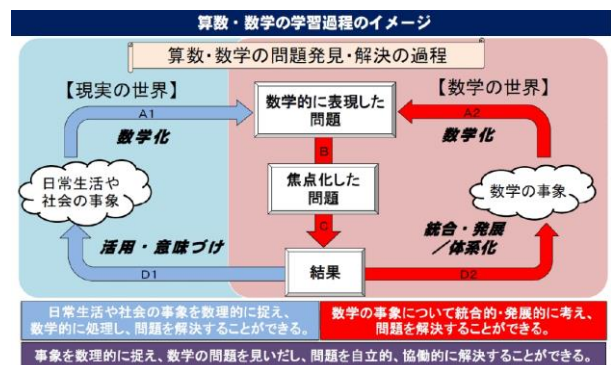 算数・数学の学習過程のイメージ
算数・数学の問題発見・解決の過程
【現実の世界】
【数学の世界】
A1
数学的に表現した
問題
A2
数学化
数学化
B
日常生活や
社会の事象
焦点化した
問題
数学の事象
C
活用・意味づけ
統合・発展
/体系化
結果
D1
D2
日常生活や社会の事象を数理的に捉え、
数学的に処理し、問題を解決することができる。
数学の事象について統合的・発展的に考え、
問題を解決することができる。
事象を数理的に捉え、数学の問題を見いだし、問題を自立的、協働的に解決することができる。